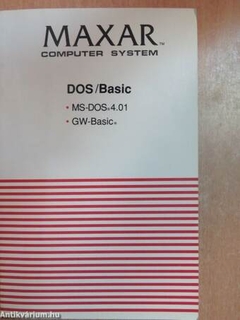 MAXAR™
COMPUTER SYSTEM
DOS/Basic
• MS-DOS® 4.01
• GW-Basic®
Antikvarium.hu